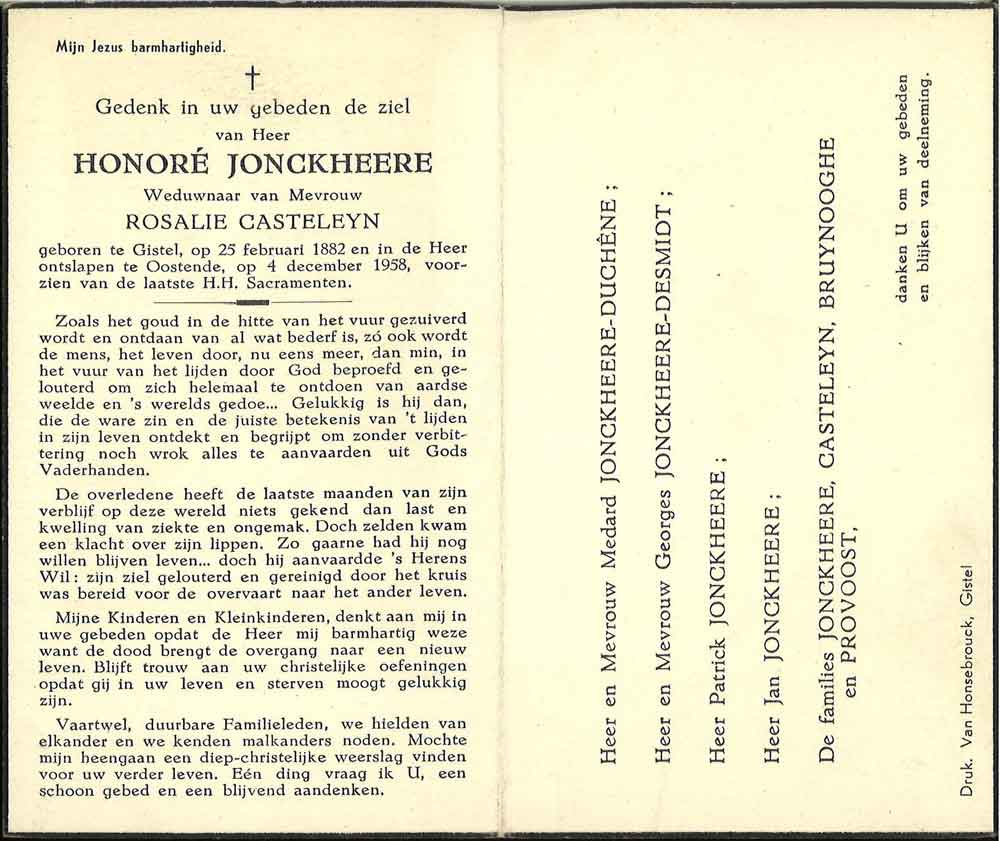 Mijn Jezus barmhartigheid.
Gedenk in uw gebeden de ziel
van Heer
HONORÉ JONCKHEERE
Weduwnaar van Mevrouw
ROSALIE CASTELEYN
geboren te Gistel, op 25 februari 1882 en in de Heer
ontslapen te Oostende, op 4 december 1958, voor-
zien van de laatste H.H. Sacramenten.
Zoals het goud in de hitte van het vuur gezuiverd
wordt en ontdaan van al wat bederf is, zó ook wordt
de mens, het leven door, nu eens meer, dan min, in
het vuur van het lijden door God beproefd en ge-
louterd om zich helemaal te ontdoen van aardse
weelde en 's werelds gedoe... Gelukkig is hij dan,
die de ware zin en de juiste betekenis van 't lijden
in zijn leven ontdekt en begrijpt om zonder verbit-
tering noch wrok alles te aanvaarden uit Gods
Vaderhanden.
De overledene heeft de laatste maanden van zijn
verblijf op deze wereld niets gekend dan last en
kwelling van ziekte en ongemak. Doch zelden kwam
een klacht over zijn lippen. Zo gaarne had hij nog
willen blijven leven... doch hij aanvaardde 's Herens
Wil : zijn ziel gelouterd en gereinigd door het kruis
was bereid voor de overvaart naar het ander leven.
Mijne Kinderen en Kleinkinderen, denkt aan mij in
uw gebeden opdat de Heer mij barmhartig weze
want de dood brengt de overgang naar een nieuw
leven. Blijft trouw aan uw christelijke oefeningen
opdat gij in uw leven en sterven moogt gelukkig
zijn.
Vaartwel, duurbare Familieleden, we hielden van
elkander en we kenden malkanders noden. Mochte
mijn heengaan een diep-christelijke weerslag vinden
voor uw verder leven. Eén ding vraag ik U, een
schoon gebed en een blijvend aandenken.
Heer en Mevrouw Medard JONCKHEERE-DUCHÊNE ;
Heer en Mevrouw Georges JONCKHEERE-DESMIDT ;
Heer Patrick JONCKHEERE ;
Heer Jan JONCKHEERE ;
De families JONCKHEERE, CASTELEYN, BRUYNOOGHE
en PROVOOST,
danken U om uw gebeden
en blijken van deelneming.
Druk. Van Honsebrouck, Gistel